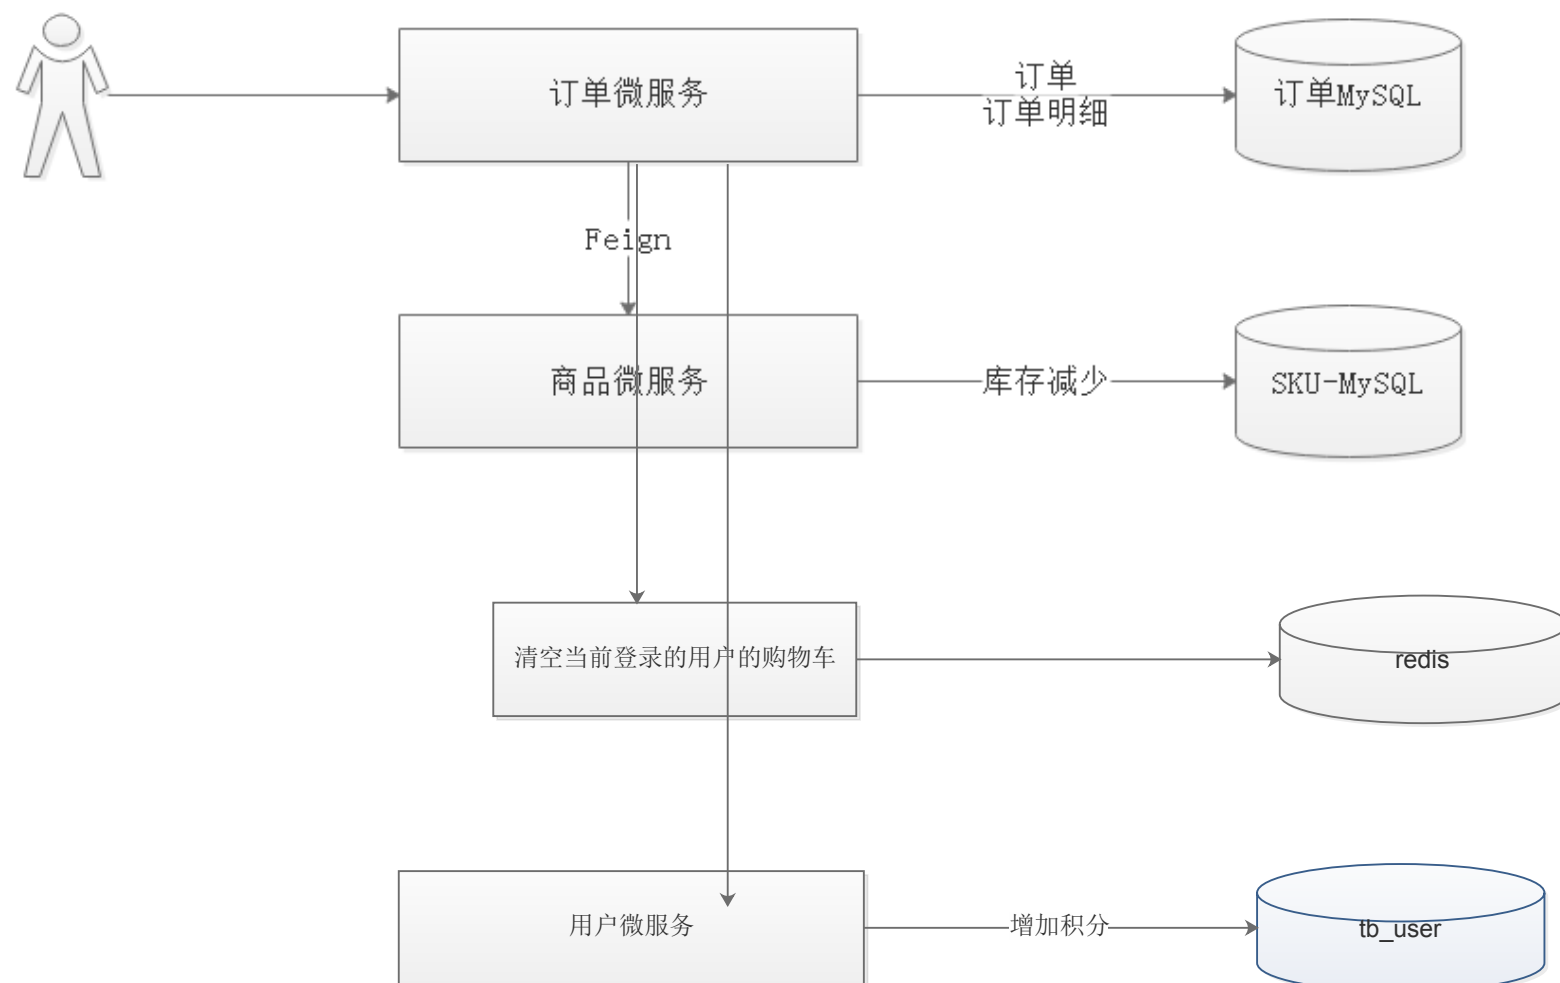 订单微服务
订单
订单明细
订单MySQL
Feign
商品微服务
库存减少
SKU-MySQL
清空当前登录的用户的购物车
redis
用户微服务
增加积分
tb_user